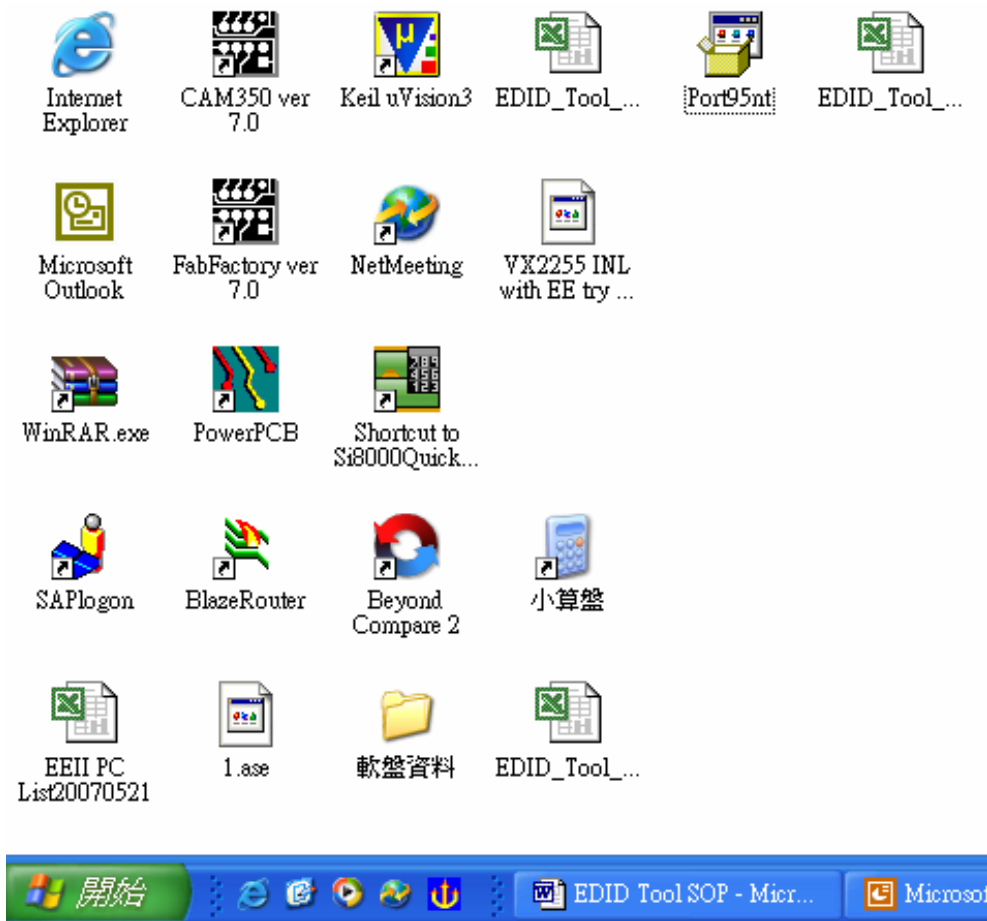 Internet
Explorer
CAM350 ver
7.0
Keil uVision3
EDID_Tool_...
Port95nt
EDID_Tool_...
Microsoft
Outlook
FabFactory ver
7.0
NetMeeting
VX2255 INL
with EE try ...
WinRAR.exe
PowerPCB
Shortcut to
Si8000Quick...
SAPlogon
BlazeRouter
Beyond
Compare 2
小算盤
EEII PC
List20070521
1.ase
軟盤資料
EDID_Tool_...
開始
EDID Tool SOP - Micr...
Microsof